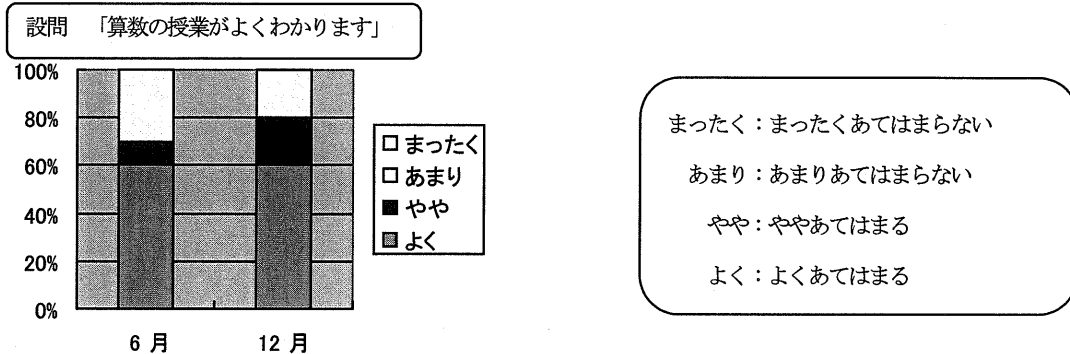 設問 「算数の授業がよくわかります」
100%
80%
60%
40%
20%
0%
6 月
12 月
まったく
あまり
やや
よく
まったく:まったくあてはまらない
あまり:あまりあてはまらない
やや:ややあてはまる
よく:よくあてはまる